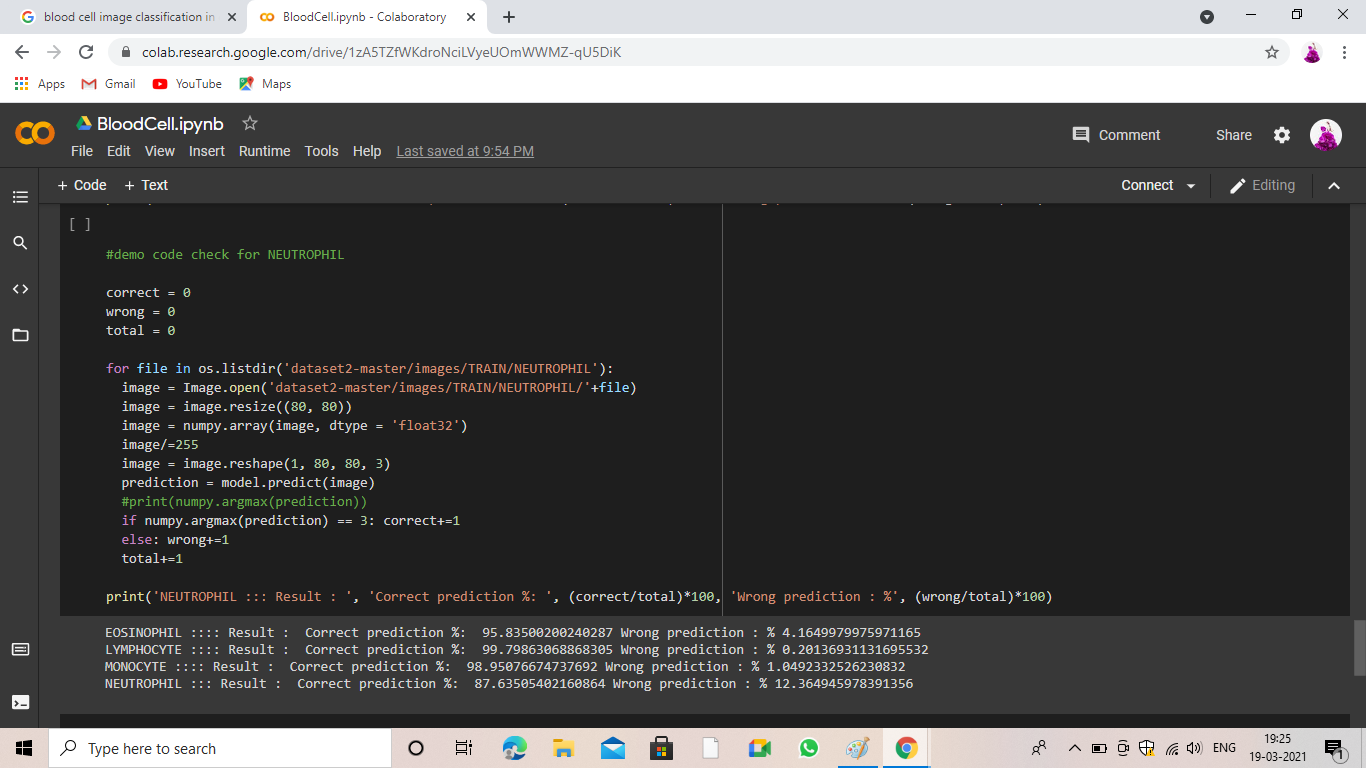 blood cell image classification in
BloodCell.ipynb - Colaboratory
colab.research.google.com/drive/1zA5TZfWKdroNciLVyeUOmWWMZ-qU5DiK
Apps Gmail YouTube Maps
BloodCell.ipynb
Comment Share
File Edit View Insert Runtime Tools Help Last saved at 9:54 PM
+ Code + Text Connect Editing
[ ]
#demo code check for NEUTROPHIL
correct = 0
wrong = 0
total = 0
for file in os.listdir('dataset2-master/images/TRAIN/NEUTROPHIL'):
image = Image.open('dataset2-master/images/TRAIN/NEUTROPHIL/'+file)
image = image.resize((80, 80))
image = numpy.array(image, dtype = 'float32')
image/=255
image = image.reshape(1, 80, 80, 3)
prediction = model.predict(image)
#print(numpy.argmax(prediction))
if numpy.argmax(prediction) == 3: correct+=1
else: wrong+=1
total+=1
print('NEUTROPHIL ::: Result : ', 'Correct prediction %: ', (correct/total)*100, 'Wrong prediction : %', (wrong/total)*100)
EOSINOPHIL :::: Result :  Correct prediction %:  95.83500200240287 Wrong prediction : % 4.1649979975971165
LYMPHOCYTE :::: Result :  Correct prediction %:  99.79863068868305 Wrong prediction : % 0.20136931131695532
MONOCYTE :::: Result :  Correct prediction %:  98.95076674737692 Wrong prediction : % 1.0492332526230832
NEUTROPHIL ::: Result :  Correct prediction %:  87.63505402160864 Wrong prediction : % 12.364945978391356
Type here to search
ENG
19:25
19-03-2021
1